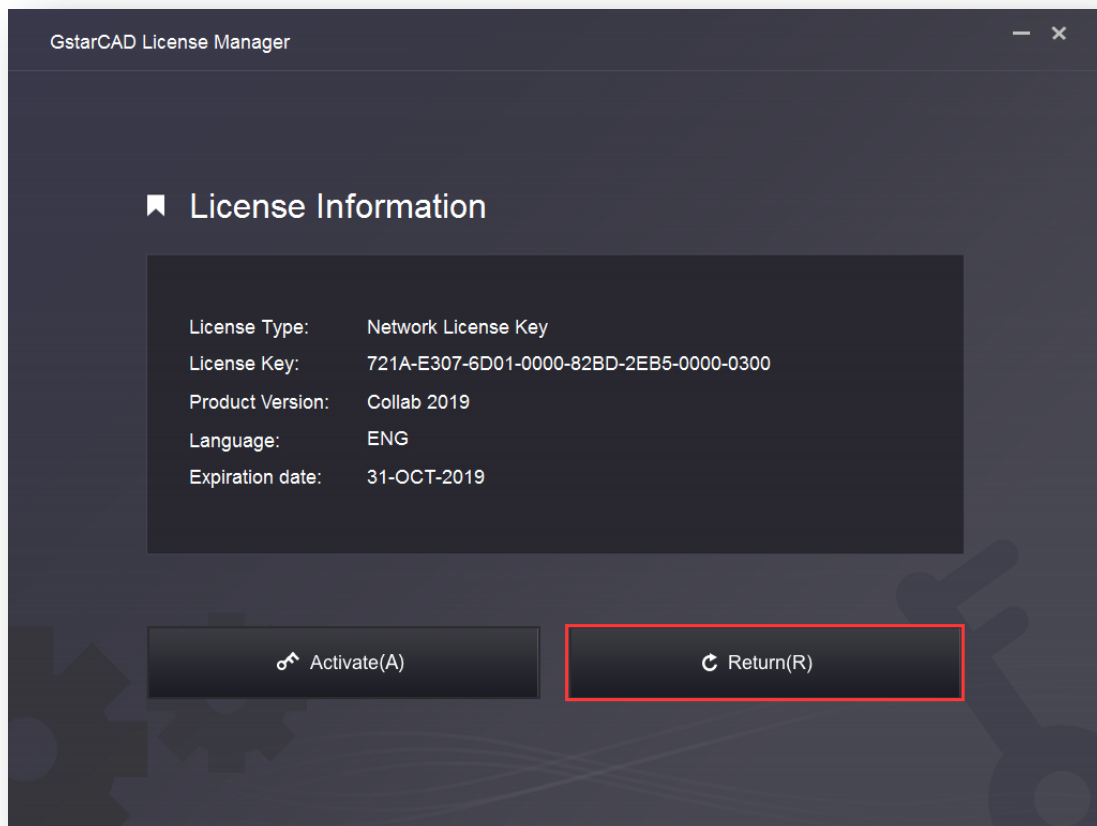 GstarCAD License Manager
License Information
License Type: Network License Key
License Key: 721A-E307-6D01-0000-82BD-2EB5-0000-0300
Product Version: Collab 2019
Language: ENG
Expiration date: 31-OCT-2019
Activate(A) Return(R)